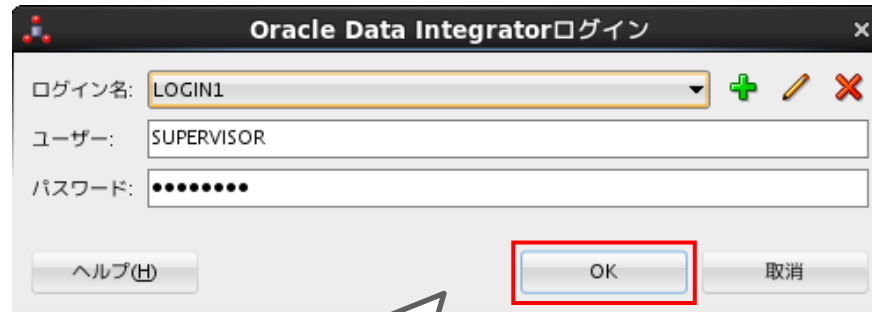 Oracle Data Integratorログイン
ログイン名: LOGIN1
ユーザー: SUPERVISOR
パスワード: ••••••••
ヘルプ(H) OK 取消